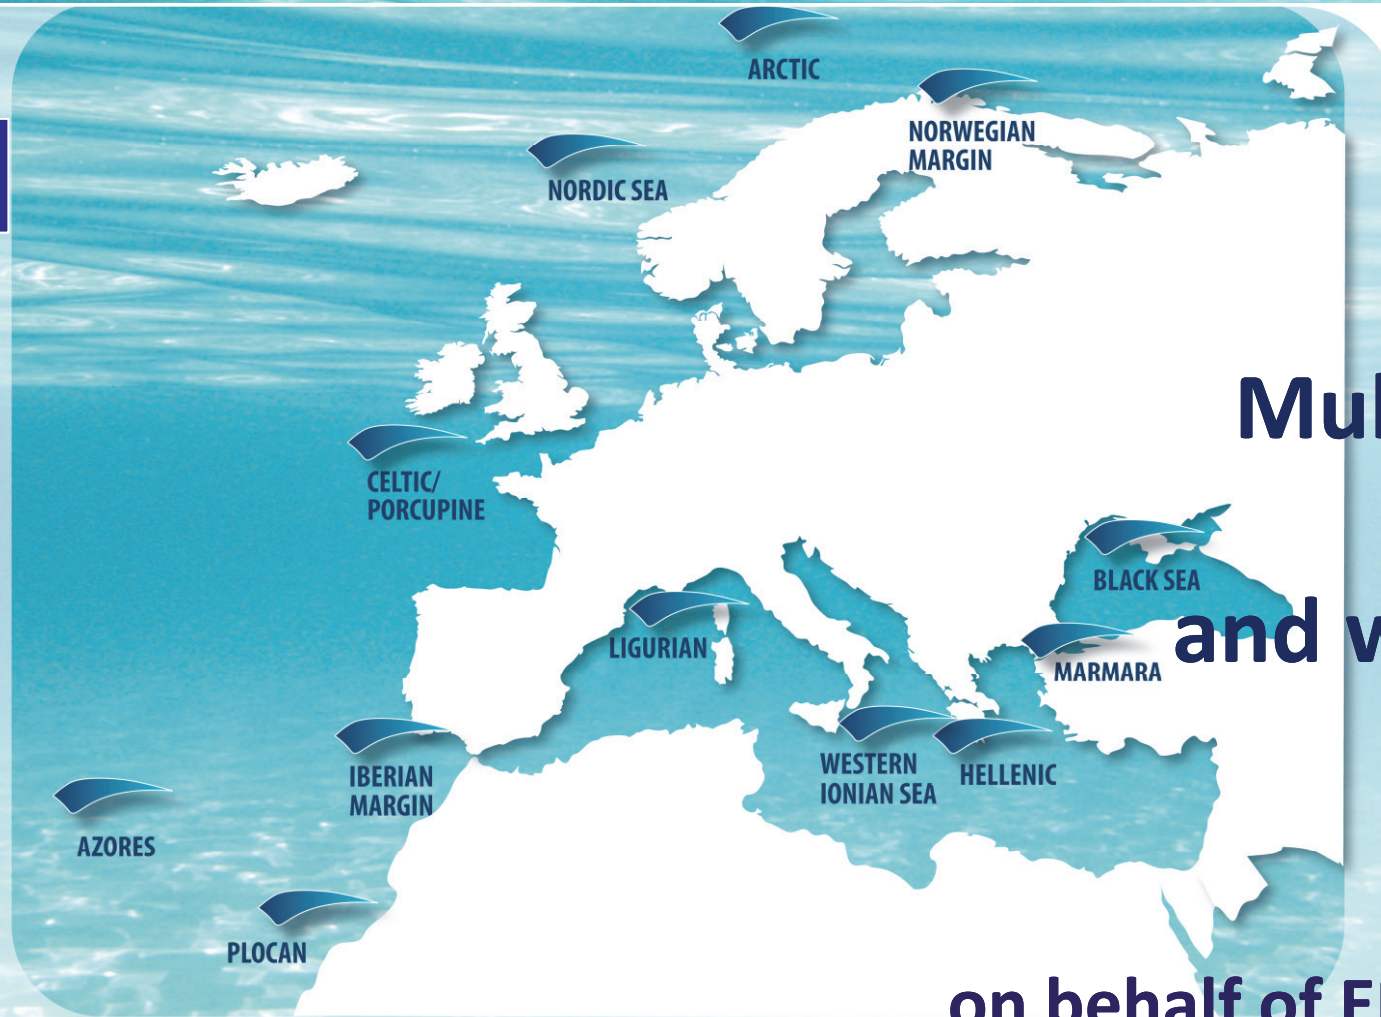 ARCTIC
NORWEGIAN
MARGIN
NORDIC SEA
CELTIC/
PORCUPINE
BLACK SEA
LIGURIAN
and
MARMARA
WESTERN
IONIAN SEA
HELLENIC
IBERIAN
MARGIN
AZORES
PLOCAN
on behalf of